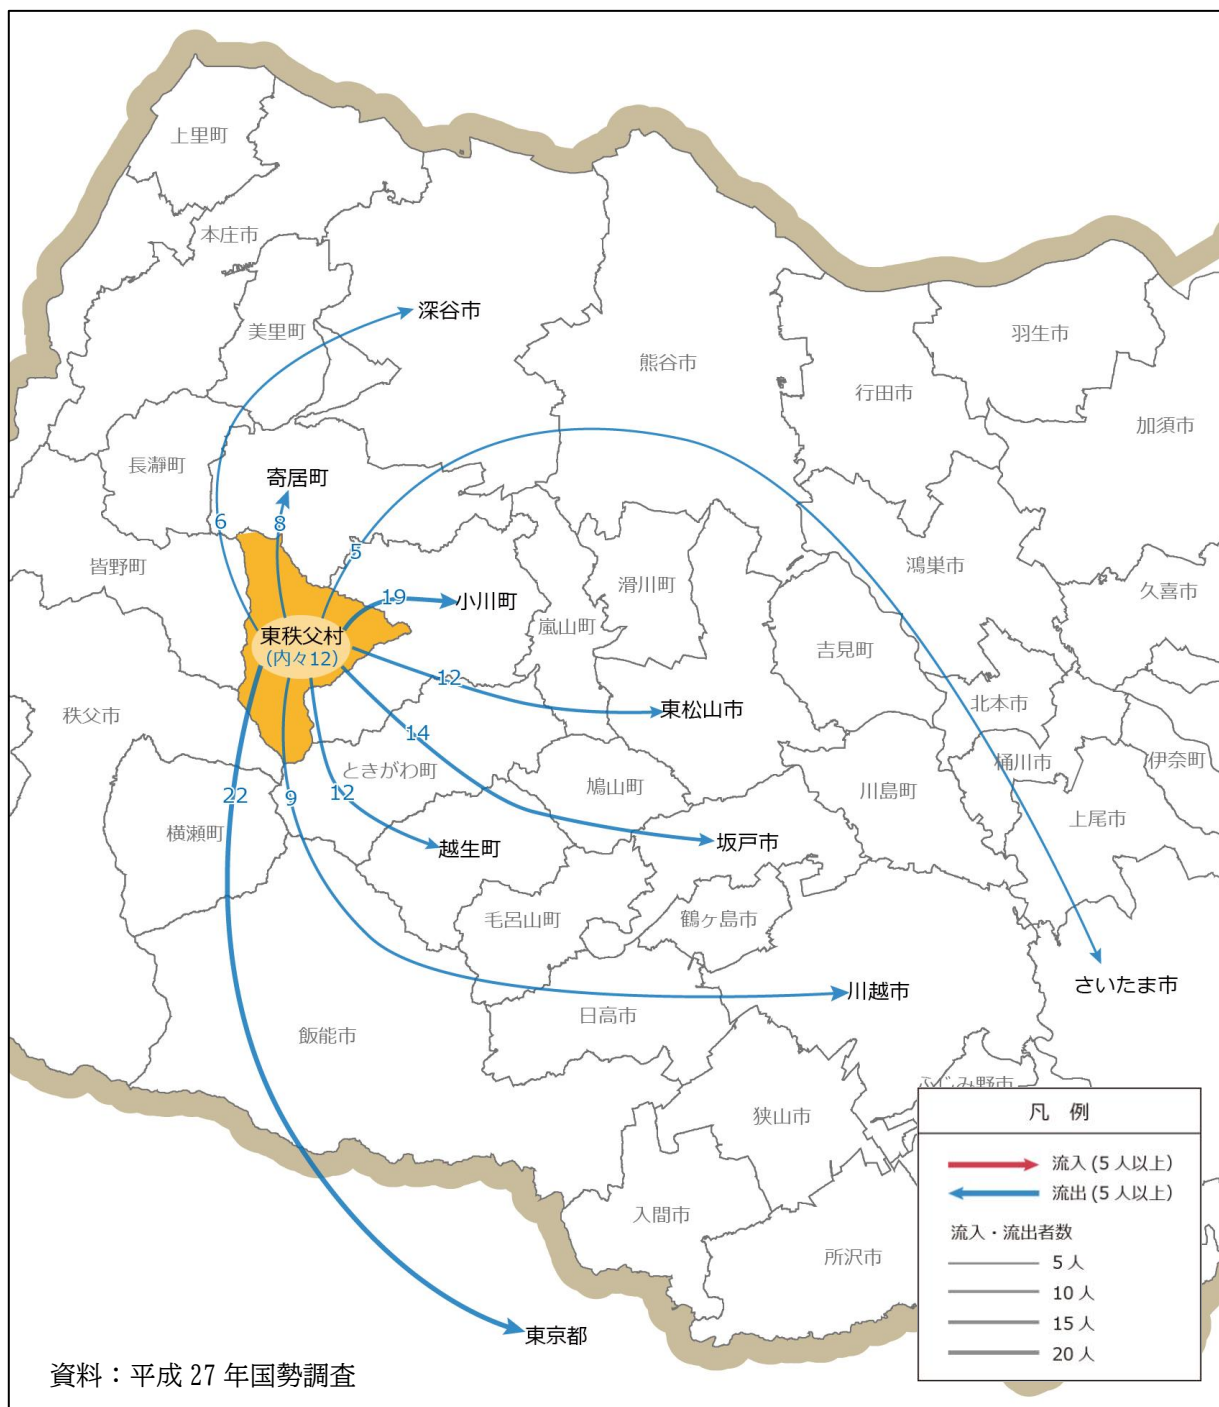 上里町
本庄市
深谷市
美里町
羽生市
熊谷市
行田市
加須市
長瀞町
寄居町
6
8
5
鴻巣市
皆野町
滑川町
久喜市
19
小川町
嵐山町
東秩父村
(内々12)
吉見町
12
秩父市
東松山市
北本市
14
ときがわ町
桶川市
伊奈町
鳩山町
川島町
22
9
12
横瀬町
上尾市
越生町
坂戸市
毛呂山町
鶴ヶ島市
さいたま市
川越市
日高市
飯能市
ふじみ野市
狭山市
入間市
所沢市
東京都
凡 例
流入 (5 人以上)
流出 (5 人以上)
流入・流出者数
5 人
10 人
15 人
20 人
資料：平成 27 年国勢調査